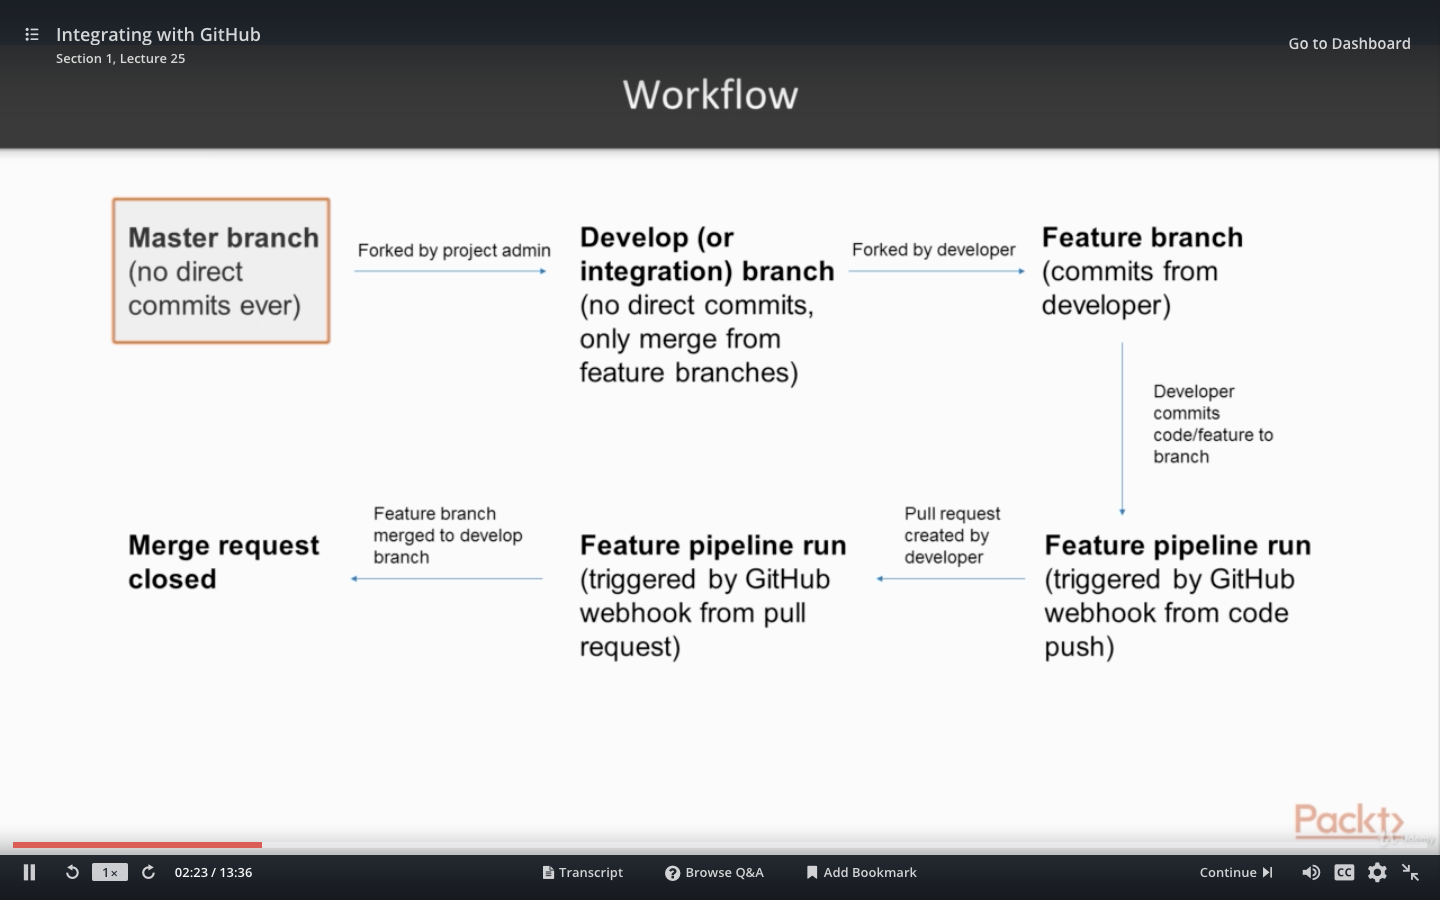 Integrating with GitHub
Section 1, Lecture 25
Go to Dashboard
Workflow
Master branch
(no direct
commits ever)
Forked by project admin
Develop (or
integration) branch
(no direct commits,
only merge from
feature branches)
Forked by developer
Feature branch
(commits from
developer)
Developer
commits
code/feature to
branch
Feature pipeline run
(triggered by GitHub
webhook from code
push)
Pull request
created by
developer
Feature pipeline run
(triggered by GitHub
webhook from pull
request)
Feature branch
merged to develop
branch
Merge request
closed
Packt>
1×
02:23 / 13:36
Transcript
Browse Q&A
Add Bookmark
Continue
CC